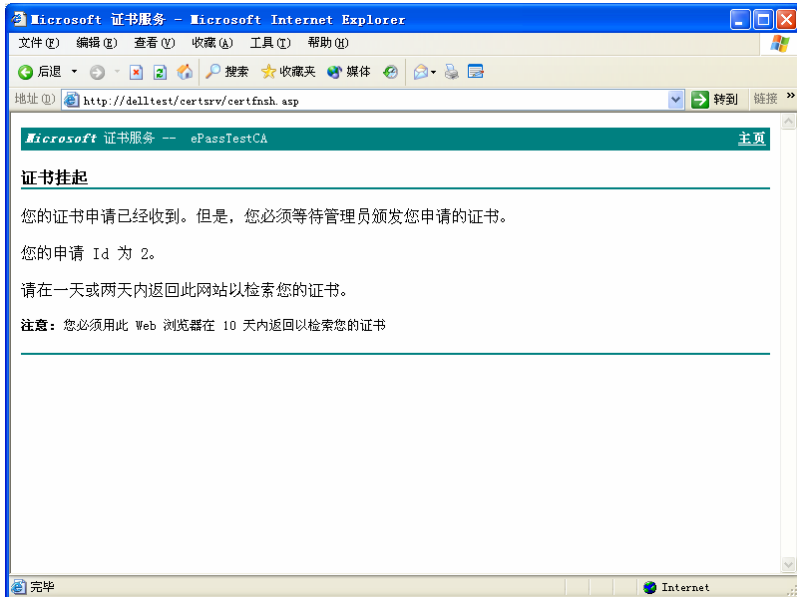 Microsoft 证书服务 - Microsoft Internet Explorer
文件(F) 编辑(E) 查看(V) 收藏(A) 工具(T) 帮助(H)
后退 搜索 收藏夹 媒体
地址(D) http://delltest/certsrv/certfnsh.asp 转到 链接 »
Microsoft 证书服务 -- ePassTestCA 主页
证书挂起
您的证书申请已经收到。但是，您必须等待管理员颁发您申请的证书。
您的申请 Id 为 2。
请在一天或两天内返回此网站以检索您的证书。
注意：您必须用此 Web 浏览器在 10 天内返回以检索您的证书
完毕 Internet